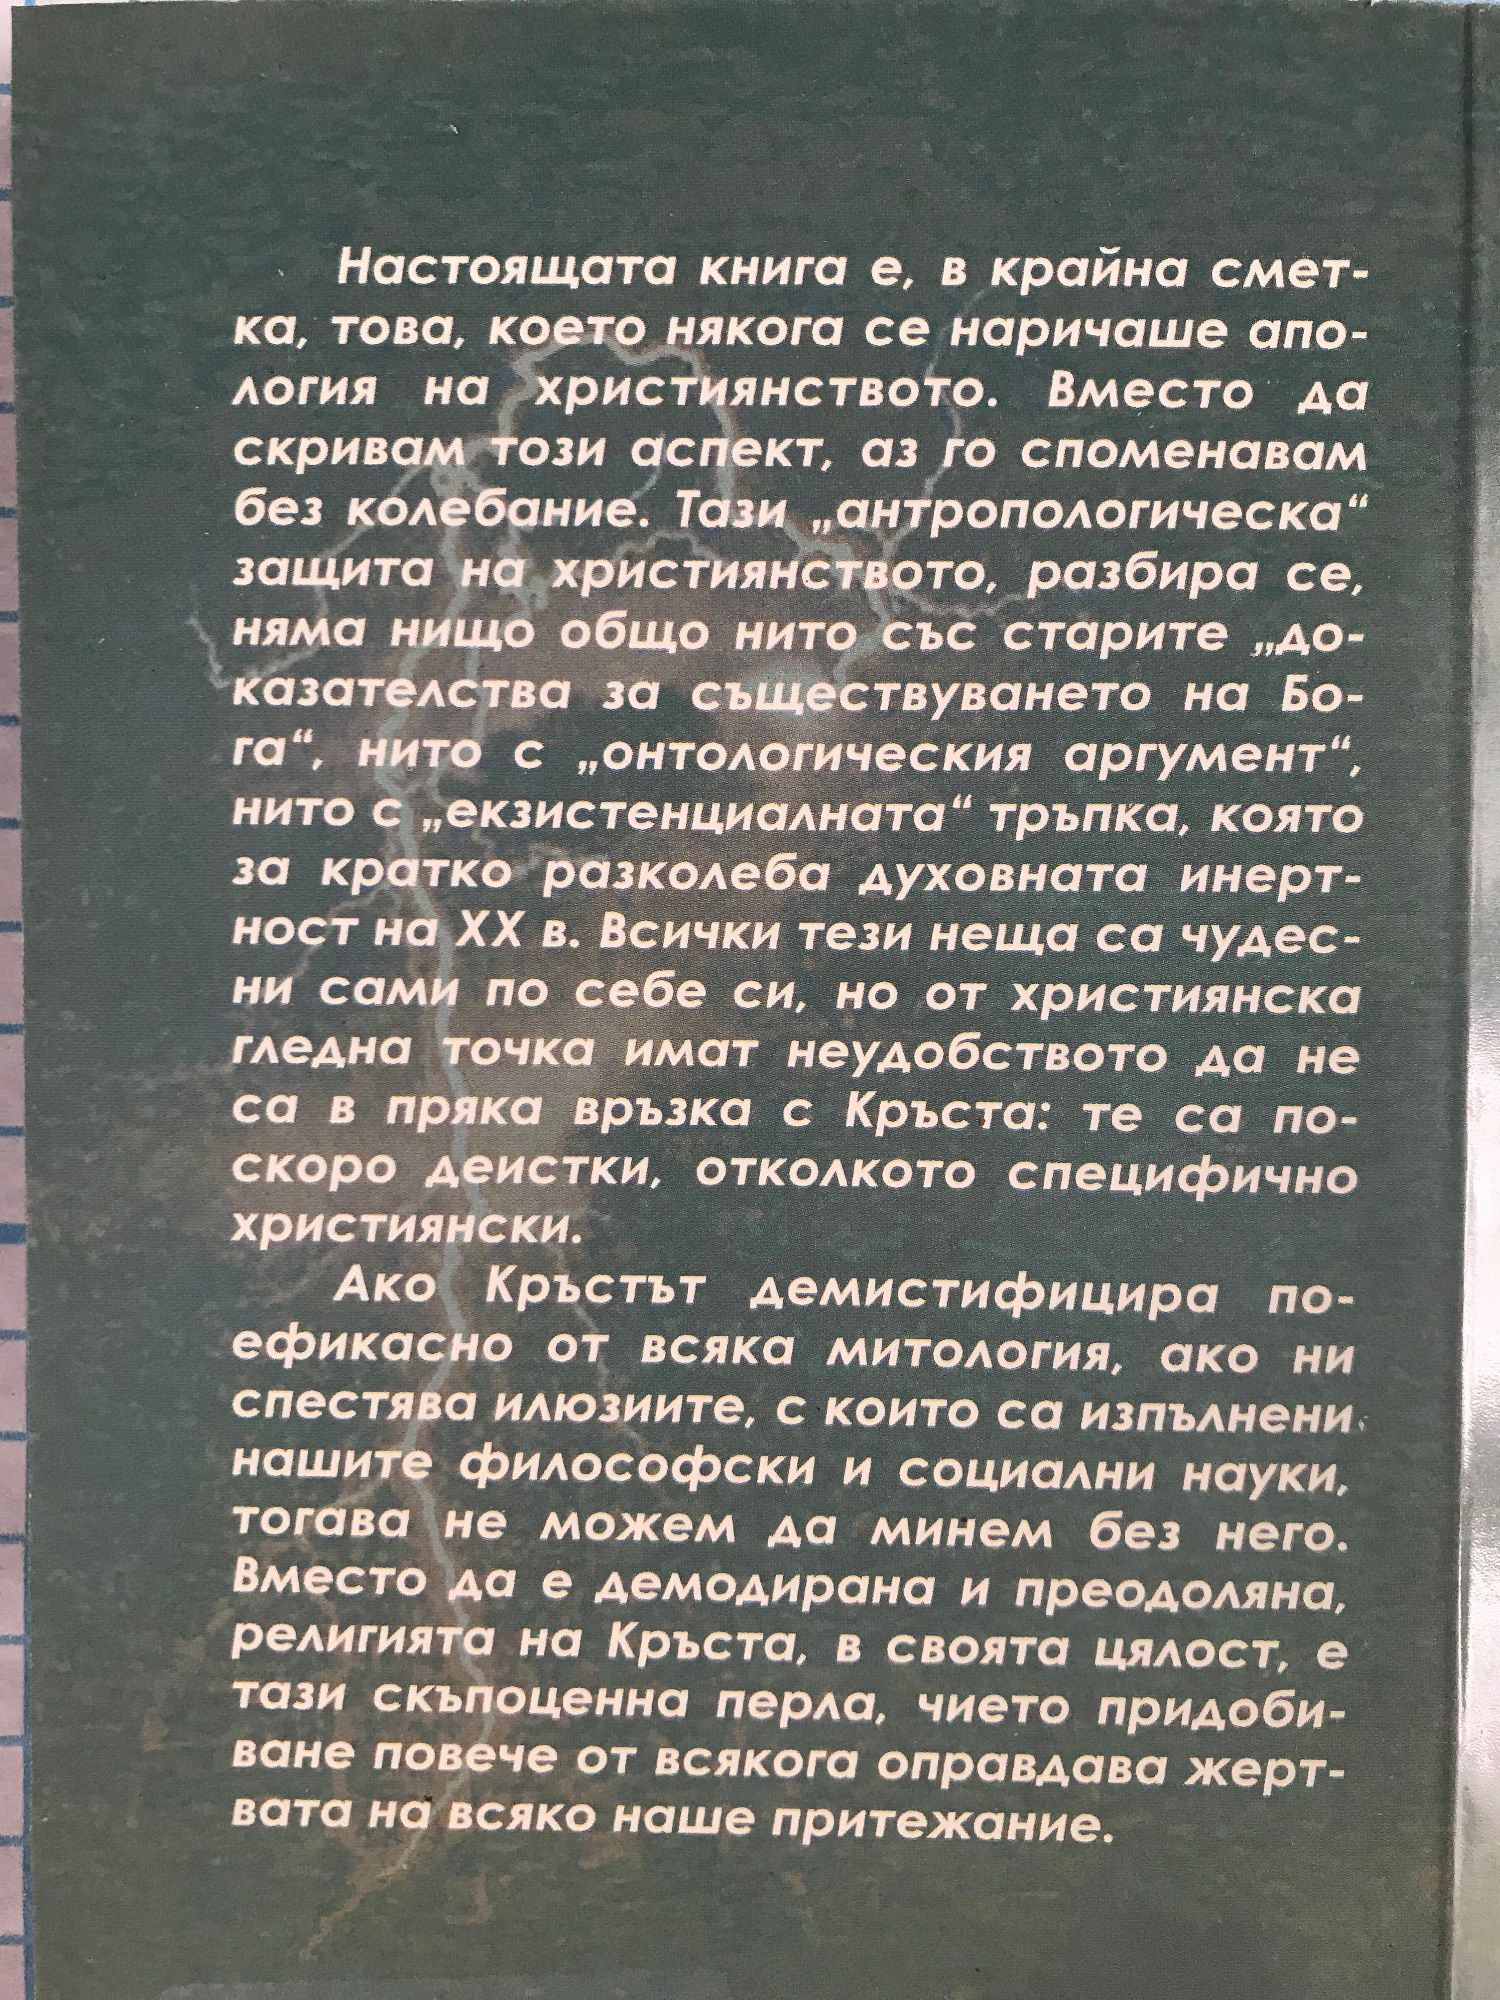 Настоящата книга е, в крайна смет-
ка, това, което някога се наричаше апо-
логия на християнството. Вместо да
скривам този аспект, аз го споменавам
без колебание. Тази „антропологическа“
защита на християнството, разбира се,
няма нищо общо нито със старите „до-
казателства за съществуването на Бо-
га“, нито с „онтологическия аргумент“,
нито с „екзистенциалната“ тръпка, която
за кратко разколеба духовната инерт-
ност на XX в. Всички тези неща са чудес-
ни сами по себе си, но от християнска
гледна точка имат неудобството да не
са в пряка връзка с Кръста: те са по-
скоро деистки, отколкото специфично
християнски.
Ако Кръстът демистифицира по-
ефикасно от всяка митология, ако ни
спестява илюзиите, с които са изпълнени
нашите философски и социални науки,
тогава не можем да минем без него.
Вместо да е демодирана и преодоляна,
религията на Кръста, в своята цялост, е
тази скъпоценна перла, чието придоби-
ване повече от всякога оправдава жерт-
вата на всяко наше притежание.